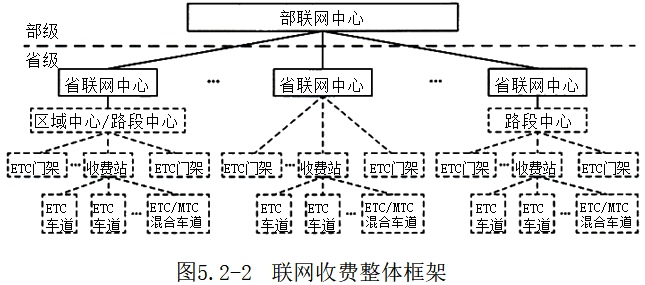 部联网中心
部级
省级
省联网中心 … 省联网中心 … 省联网中心
区域中心/路段中心 路段中心
ETC门架 … 收费站 ETC门架 ETC门架 … 收费站 ETC门架 ETC门架 … 收费站 ETC门架
ETC ETC ETC/MTC ETC ETC ETC/MTC ETC ETC ETC/MTC
车道 车道 … 混合车道 车道 车道 … 混合车道 车道 车道 … 混合车道
图5.2-2 联网收费整体框架